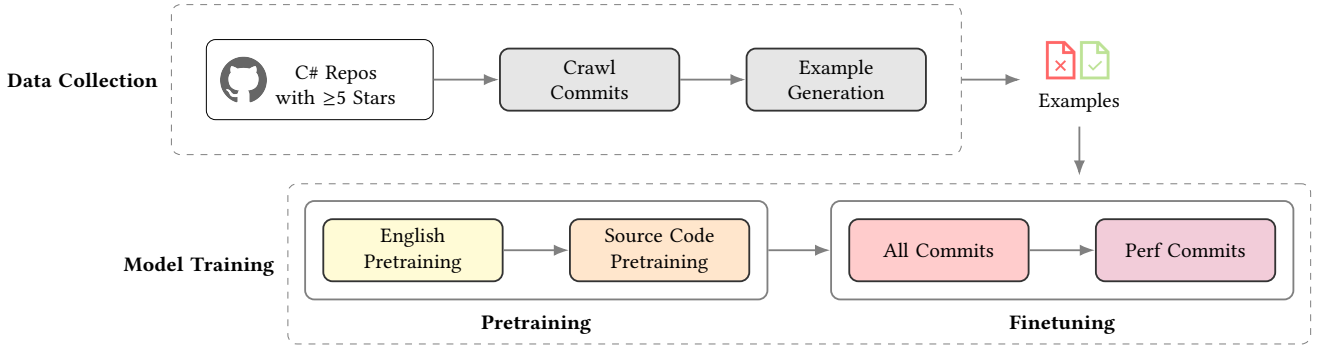 Data Collection
C# Repos
with ≥5 Stars
Crawl
Commits
Example
Generation
Examples
Model Training
English
Pretraining
Source Code
Pretraining
All Commits
Perf Commits
Pretraining
Finetuning